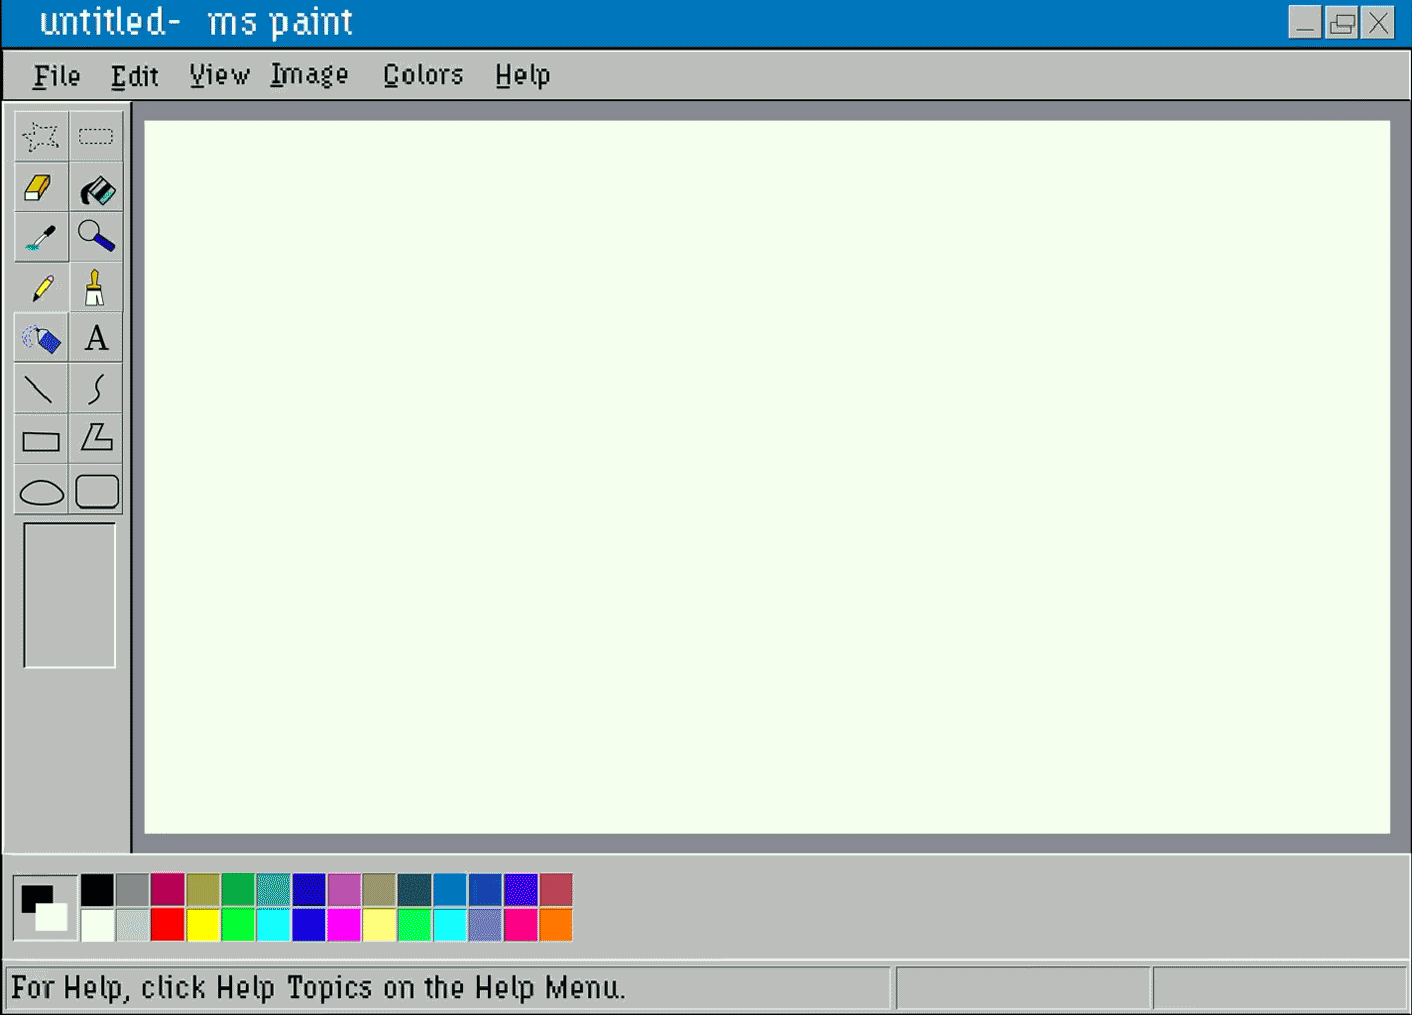 untitled- ms paint
File Edit View Image Colors Help
A
For Help, click Help Topics on the Help Menu.